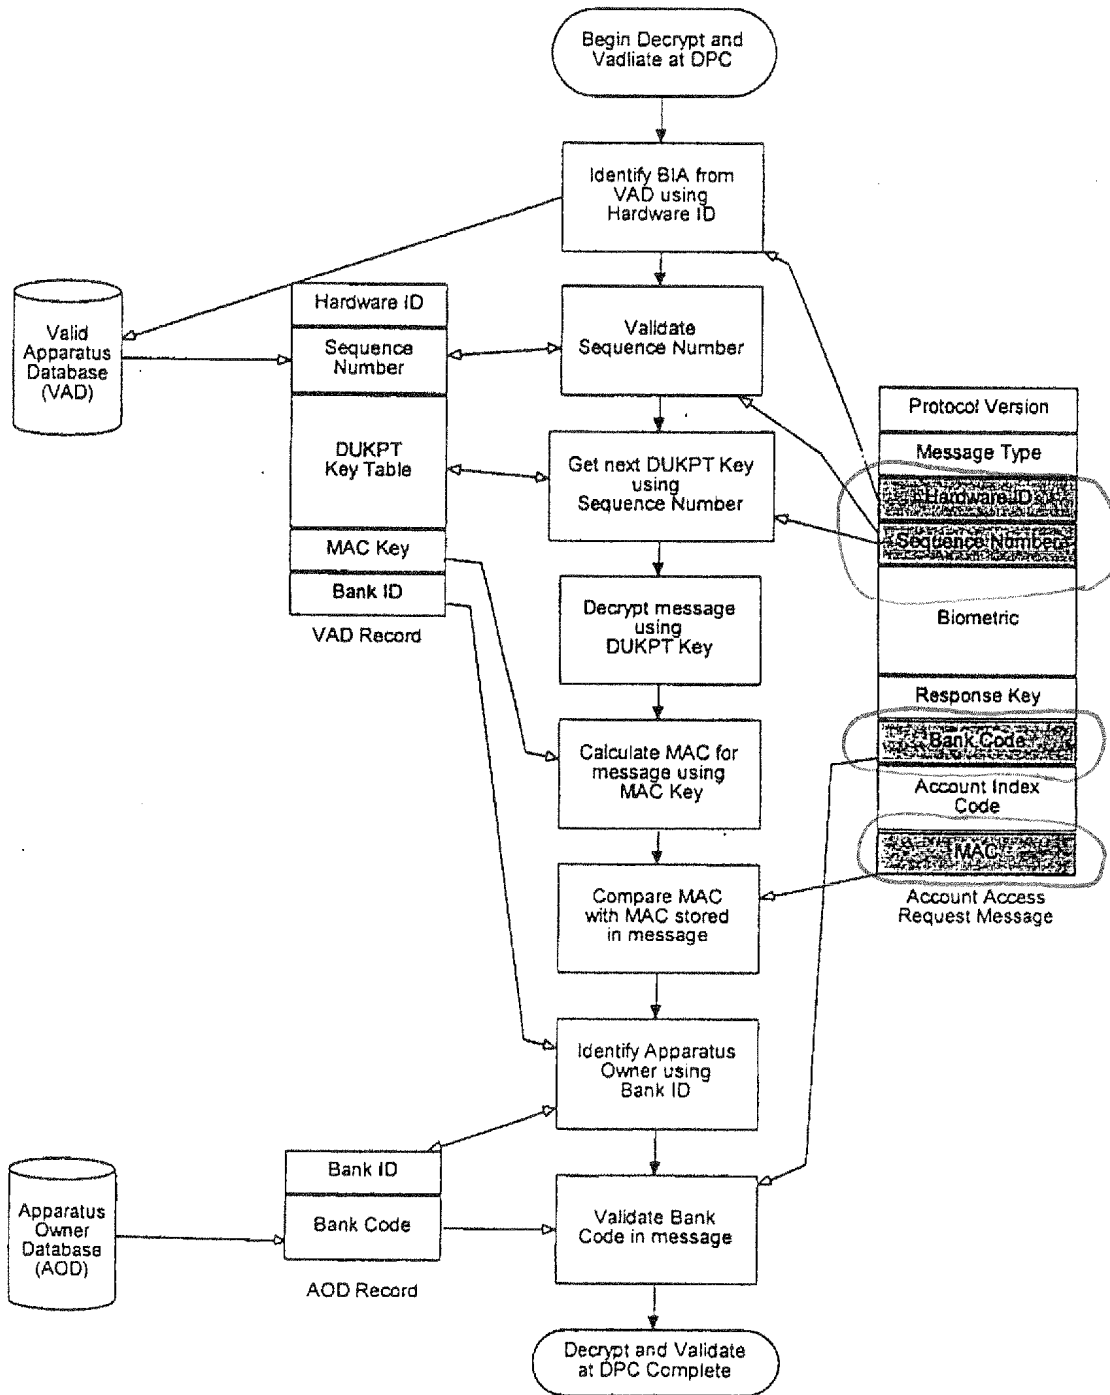 Begin Decrypt and
Vadliate at DPC
Identify BIA from
VAD using
Hardware ID
Valid
Apparatus
Database
(VAD)
Hardware ID
Sequence
Number
DUKPT
Key Table
MAC Key
Bank ID
VAD Record
Validate
Sequence Number
Get next DUKPT Key
using
Sequence Number
Decrypt message
using
DUKPT Key
Calculate MAC for
message using
MAC Key
Compare MAC
with MAC stored
in message
Identify Apparatus
Owner using
Bank ID
Validate Bank
Code in message
Decrypt and Validate
at DPC Complete
Protocol Version
Message Type
Hardware ID
Sequence Number
Biometric
Response Key
Bank Code
Account Index
Code
MAC
Account Access
Request Message
Apparatus
Owner
Database
(AOD)
Bank ID
Bank Code
AOD Record